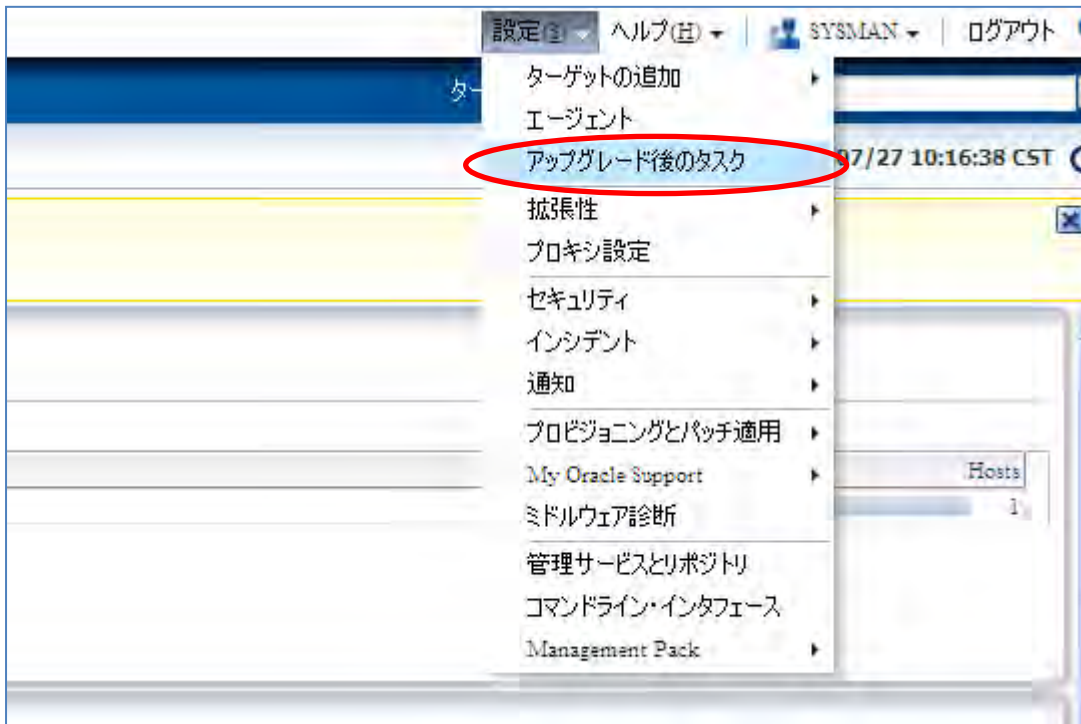 設定(S) ヘルプ(H) SYSMAN ログアウト
ター
ターゲットの追加
エージェント
アップグレード後のタスク
07/27 10:16:38 CST
拡張性
プロキシ設定
セキュリティ
インシデント
通知
プロビジョニングとパッチ適用
My Oracle Support
Hosts
1
ミドルウェア診断
管理サービスとリポジトリ
コマンドライン・インタフェース
Management Pack